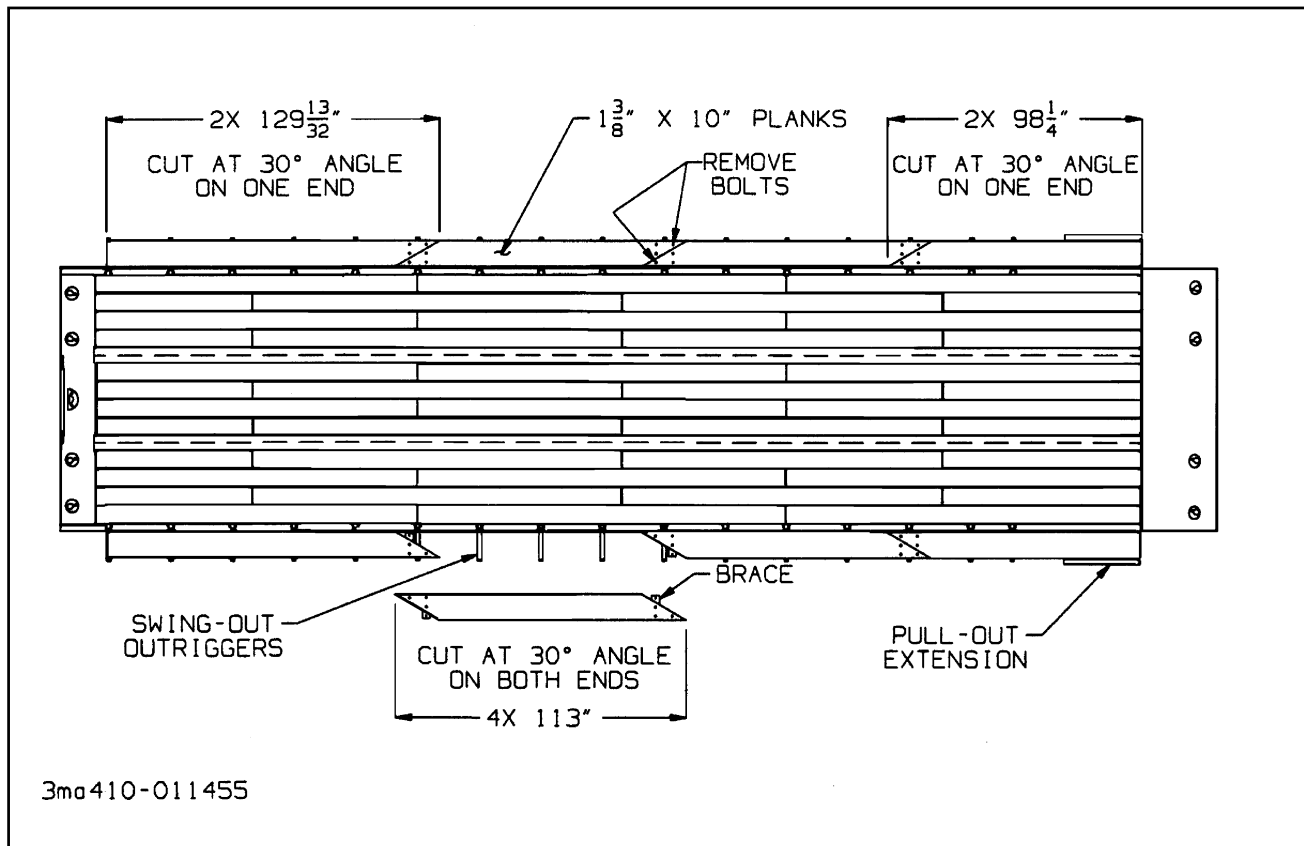 2X 129 13/32"
CUT AT 30° ANGLE
ON ONE END
1 3/8" X 10" PLANKS
REMOVE
BOLTS
2X 98 1/4"
CUT AT 30° ANGLE
ON ONE END
SWING-OUT
OUTRIGGERS
BRACE
CUT AT 30° ANGLE
ON BOTH ENDS
4X 113"
PULL-OUT
EXTENSION
3ma410-011455